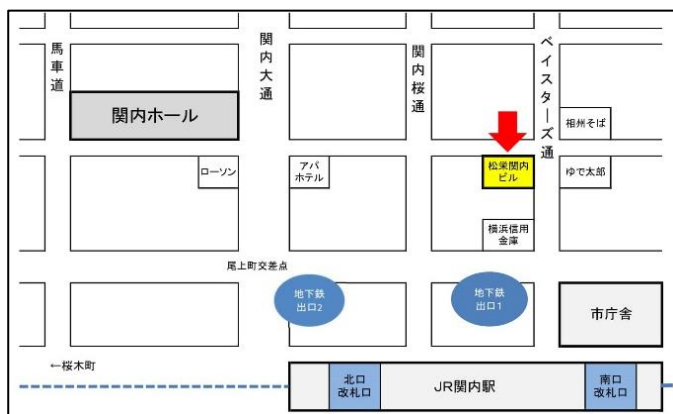 馬車道
関内大通
関内桜通
ベイスターズ通
関内ホール
相州そば
ローソン
アパ
ホテル
松栄関内
ビル
ゆで太郎
横浜信用
金庫
尾上町交差点
地下鉄
出口2
地下鉄
出口1
市庁舎
←桜木町
北口
改札口
JR関内駅
南口
改札口